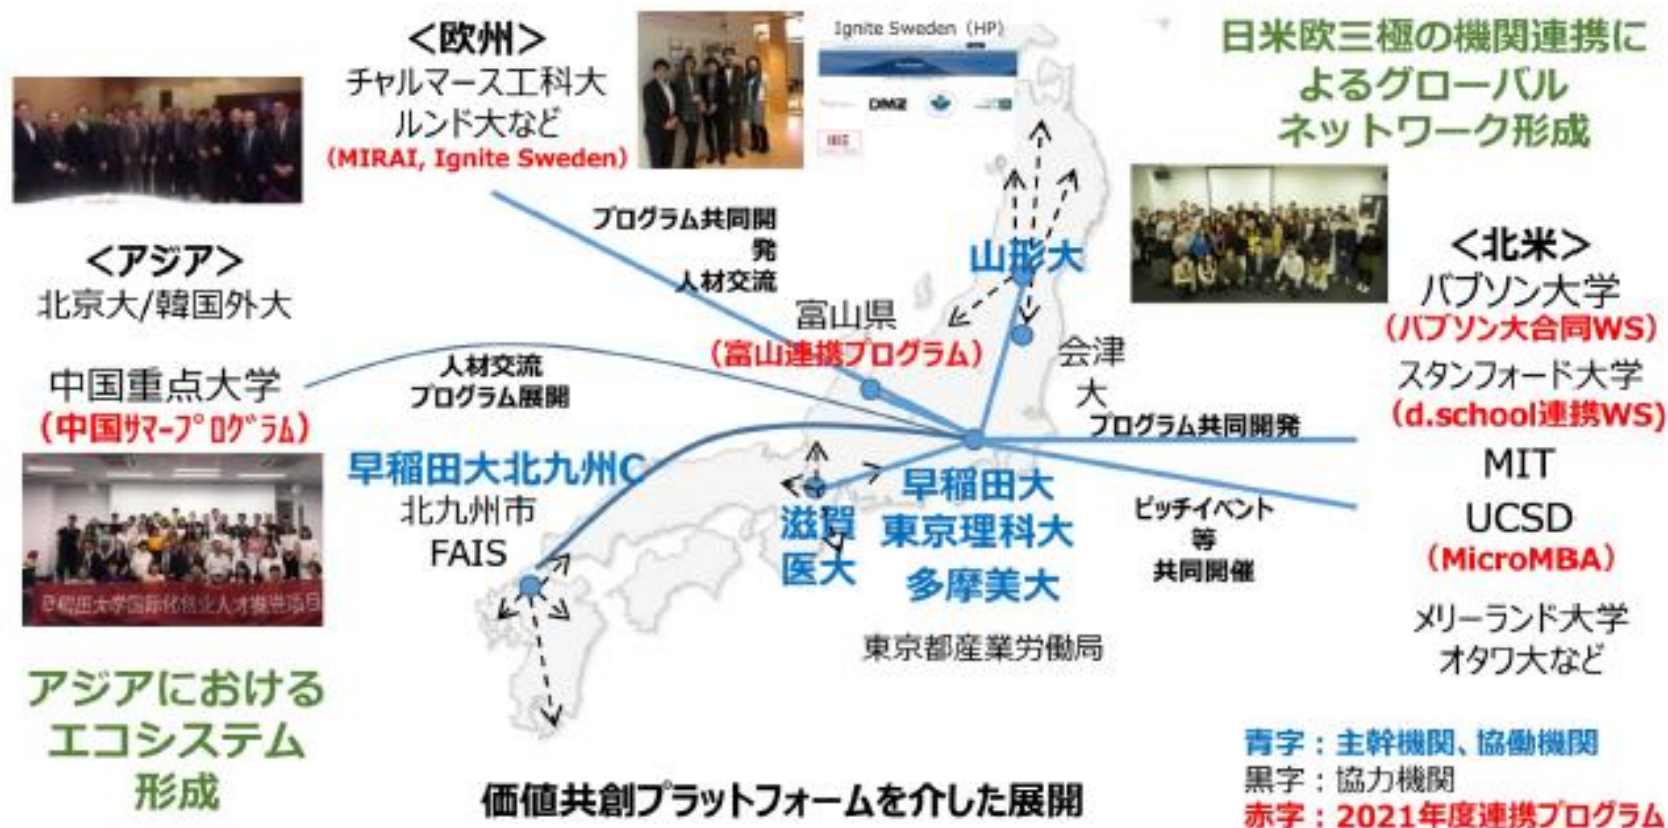 <欧州>
チャルマース工科大
ルンド大など
(MIRAI, Ignite Sweden)
Ignite Sweden (HP)
DMZ
日米欧三極の機関連携に
よるグローバル
ネットワーク形成
<アジア>
北京大/韓国外大
中国重点大学
(中国サマープログラム)
プログラム共同開
発
人材交流
人材交流
プログラム展開
山形大
富山県
(富山連携プログラム)
会津
大
プログラム共同開発
<北米>
バブソン大学
(バブソン大合同WS)
スタンフォード大学
(d.school連携WS)
MIT
UCSD
(MicroMBA)
メリーランド大学
オタワ大など
早稲田大北九州C
北九州市
FAIS
滋賀
医大
早稲田大
東京理科大
多摩美大
東京都産業労働局
ピッチイベント
等
共同開催
アジアにおける
エコシステム
形成
価値共創プラットフォームを介した展開
青字：主幹機関、協働機関
黒字：協力機関
赤字：2021年度連携プログラム